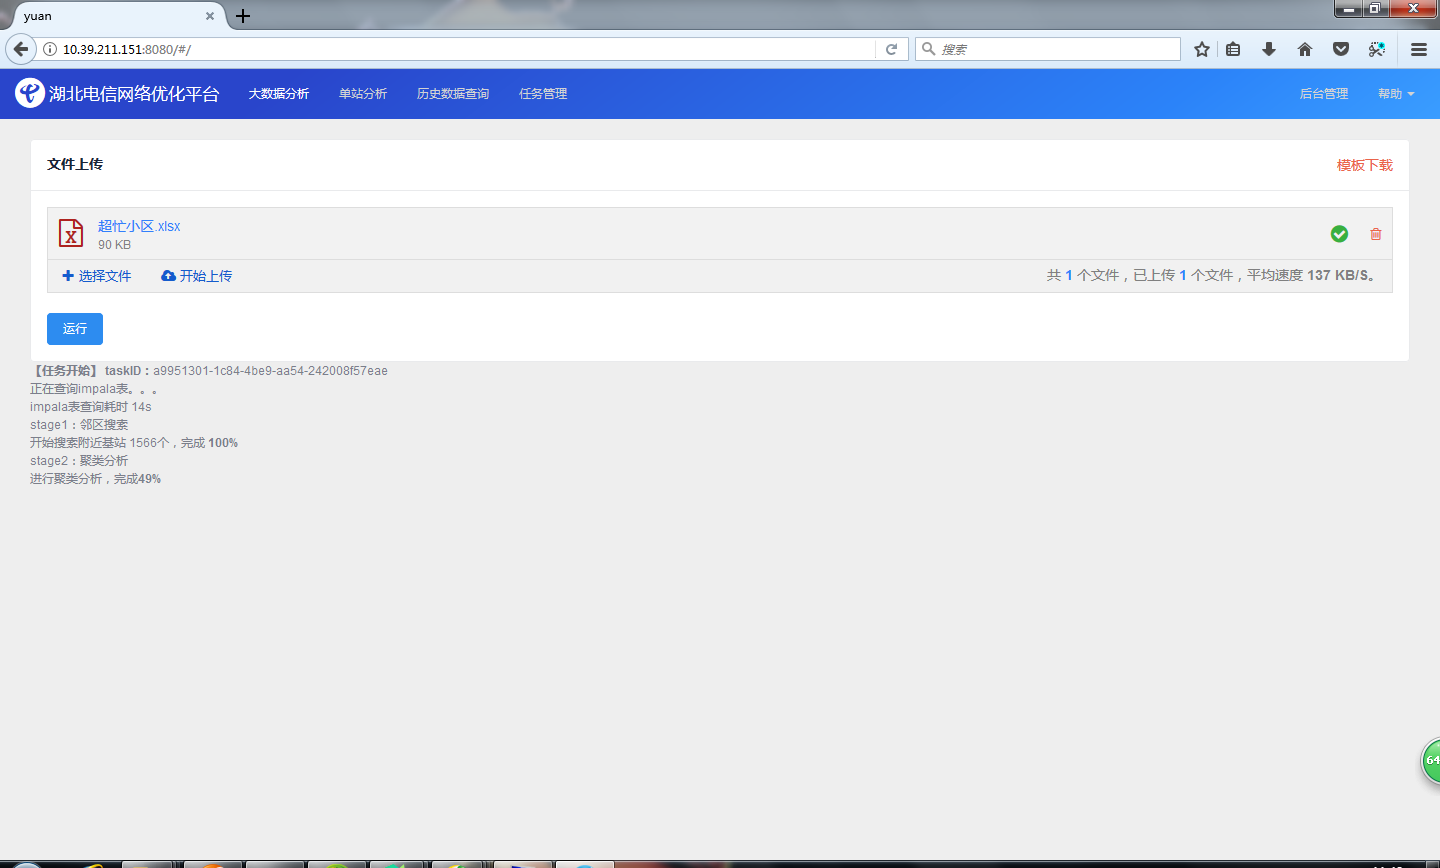 yuan
10.39.211.151:8080/#/
搜索
湖北电信网络优化平台 大数据分析 单站分析 历史数据查询 任务管理 后台管理 帮助
文件上传 模板下载
超忙小区.xlsx
90 KB
选择文件 开始上传 共 1 个文件，已上传 1 个文件，平均速度 137 KB/S。
运行
【任务开始】 taskID：a9951301-1c84-4be9-aa54-242008f57eae
正在查询impala表。。。
impala表查询耗时 14s
stage1：邻区搜索
开始搜索附近基站 1566个，完成 100%
stage2：聚类分析
进行聚类分析，完成49%
64